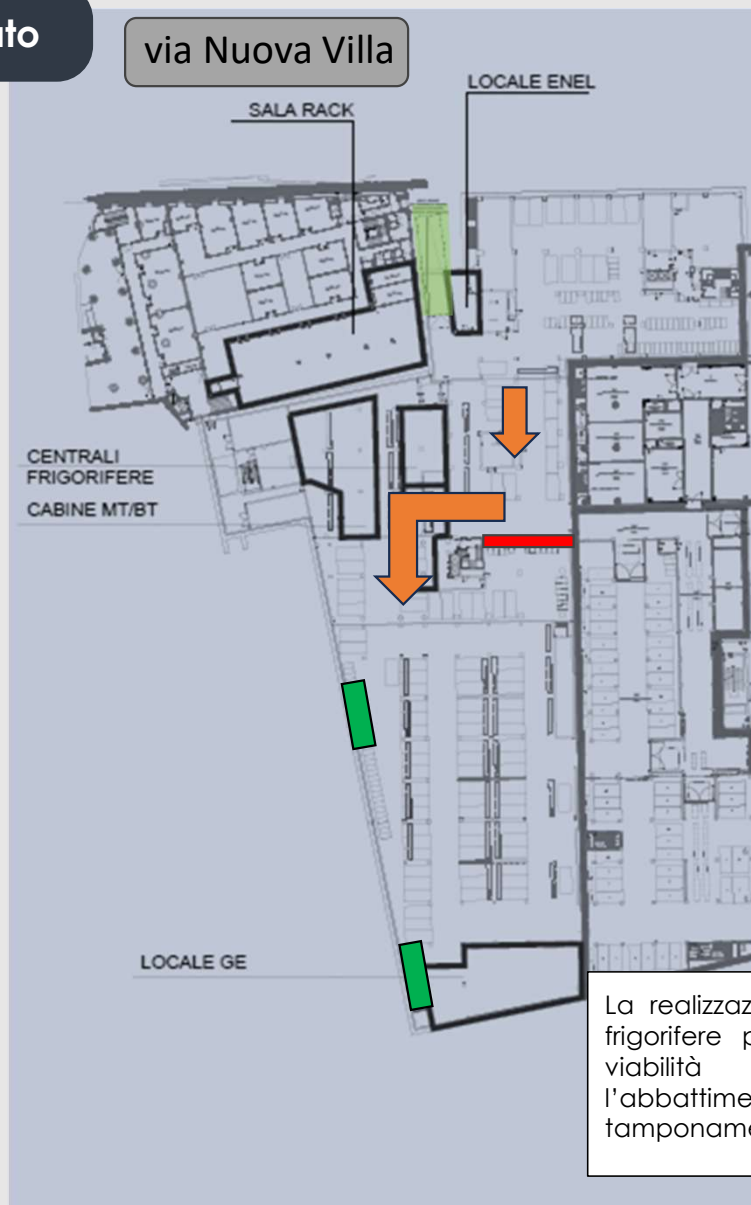 ato
via Nuova Villa
LOCALE ENEL
SALA RACK
CENTRALI
FRIGORIFERE
CABINE MT/BT
LOCALE GE
La realizzaz
frigorifere p
viabilità
l'abbattime
tamponame